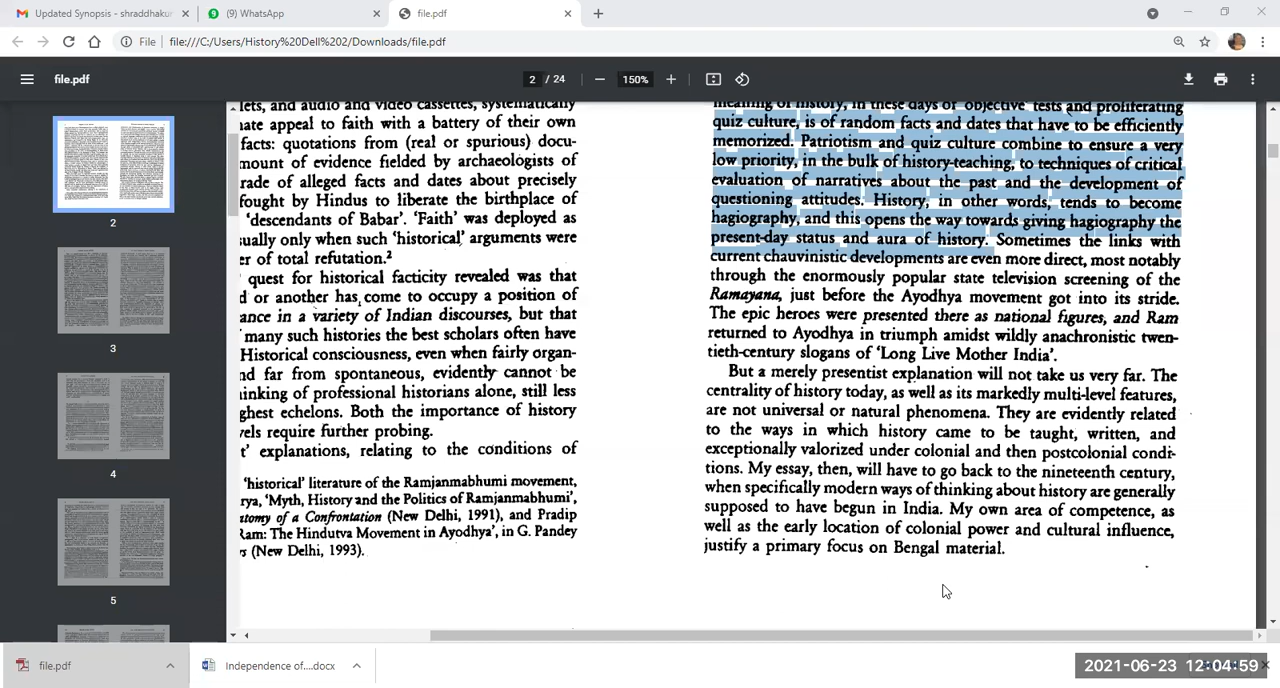 Updated Synopsis - shraddhakur
(9) WhatsApp
file.pdf
File
file:///C:/Users/History%20Dell%202/Downloads/file.pdf
file.pdf
2 / 24
150%
2
3
4
5
lets, and audio and video cassettes, systematically
nate appeal to faith with a battery of their own
facts: quotations from (real or spurious) docu-
mount of evidence fielded by archaeologists of
rade of alleged facts and dates about precisely
fought by Hindus to liberate the birthplace of
'descendants of Babar'. 'Faith' was deployed as
sually only when such 'historical' arguments were
er of total refutation.2
quest for historical facticity revealed was that
d or another has come to occupy a position of
ance in a variety of Indian discourses, but that
many such histories the best scholars often have
Historical consciousness, even when fairly organ-
nd far from spontaneous, evidently cannot be
inking of professional historians alone, still less
ghest echelons. Both the importance of history
vels require further probing.
t' explanations, relating to the conditions of
'historical' literature of the Ramjanmabhumi movement,
rya, 'Myth, History and the Politics of Ramjanmabhumi',
atomy of a Confrontation (New Delhi, 1991), and Pradip
Ram: The Hindutva Movement in Ayodhya', in G. Pandey
s (New Delhi, 1993).
meaning of history, in these days of 'objective' tests and proliferating
quiz culture, is of random facts and dates that have to be efficiently
memorized. Patriotism and quiz culture combine to ensure a very
low priority, in the bulk of history-teaching, to techniques of critical
evaluation of narratives about the past and the development of
questioning attitudes. History, in other words, tends to become
hagiography, and this opens the way towards giving hagiography the
present-day status and aura of history. Sometimes the links with
current chauvinistic developments are even more direct, most notably
through the enormously popular state television screening of the
Ramayana, just before the Ayodhya movement got into its stride.
The epic heroes were presented there as national figures, and Ram
returned to Ayodhya in triumph amidst wildly anachronistic twen-
tieth-century slogans of 'Long Live Mother India'.
But a merely presentist explanation will not take us very far. The
centrality of history today, as well as its markedly multi-level features,
are not universal or natural phenomena. They are evidently related
to the ways in which history came to be taught, written, and
exceptionally valorized under colonial and then postcolonial condi-
tions. My essay, then, will have to go back to the nineteenth century,
when specifically modern ways of thinking about history are generally
supposed to have begun in India. My own area of competence, as
well as the early location of colonial power and cultural influence,
justify a primary focus on Bengal material.
file.pdf
Independence of....docx
2021-06-23 12:04:59